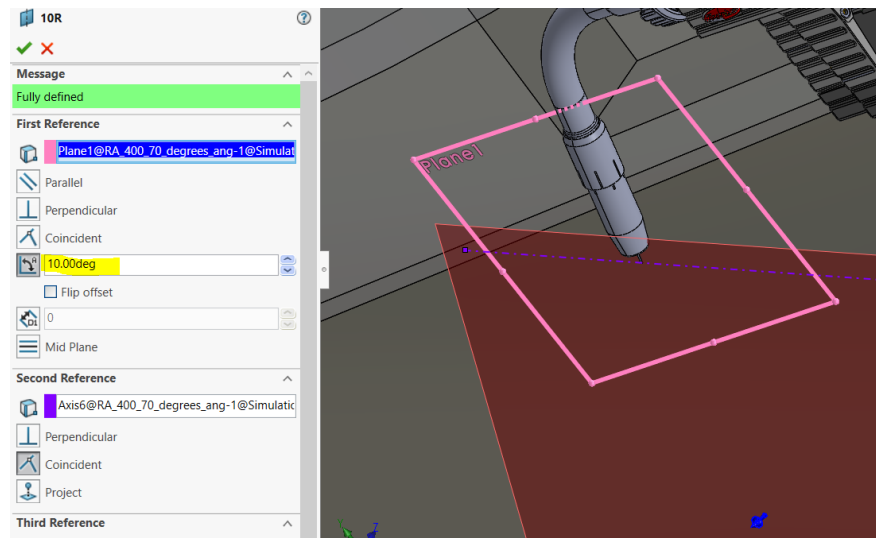 10R
Message
Fully defined
First Reference
Plane1@RA_400_70_degrees_ang-1@Simulat
Parallel
Perpendicular
Coincident
10.00deg
Flip offset
D1
0
Mid Plane
Second Reference
Axis6@RA_400_70_degrees_ang-1@Simulatic
Perpendicular
Coincident
Project
Third Reference
Plane1